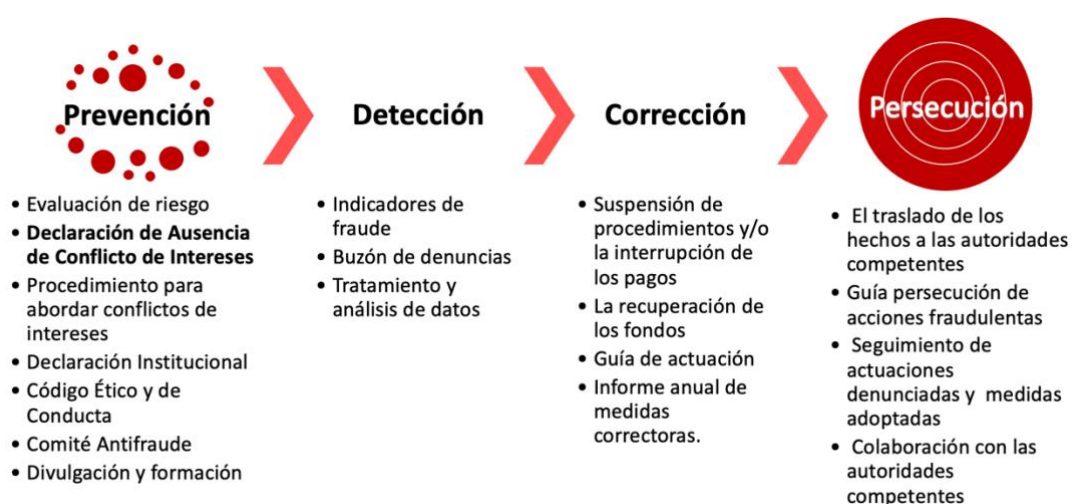 Prevención
• Evaluación de riesgo
• Declaración de Ausencia
de Conflicto de Intereses
• Procedimiento para
abordar conflictos de
intereses
• Declaración Institucional
• Código Ético y de
Conducta
• Comité Antifraude
• Divulgación y formación
Detección
• Indicadores de
fraude
• Buzón de denuncias
• Tratamiento y
análisis de datos
Corrección
• Suspensión de
procedimientos y/o
la interrupción de
los pagos
• La recuperación de
los fondos
• Guía de actuación
• Informe anual de
medidas
correctoras.
Persecución
• El traslado de los
hechos a las autoridades
competentes
• Guía persecución de
acciones fraudulentas
• Seguimiento de
actuaciones
denunciadas y medidas
adoptadas
• Colaboración con las
autoridades
competentes